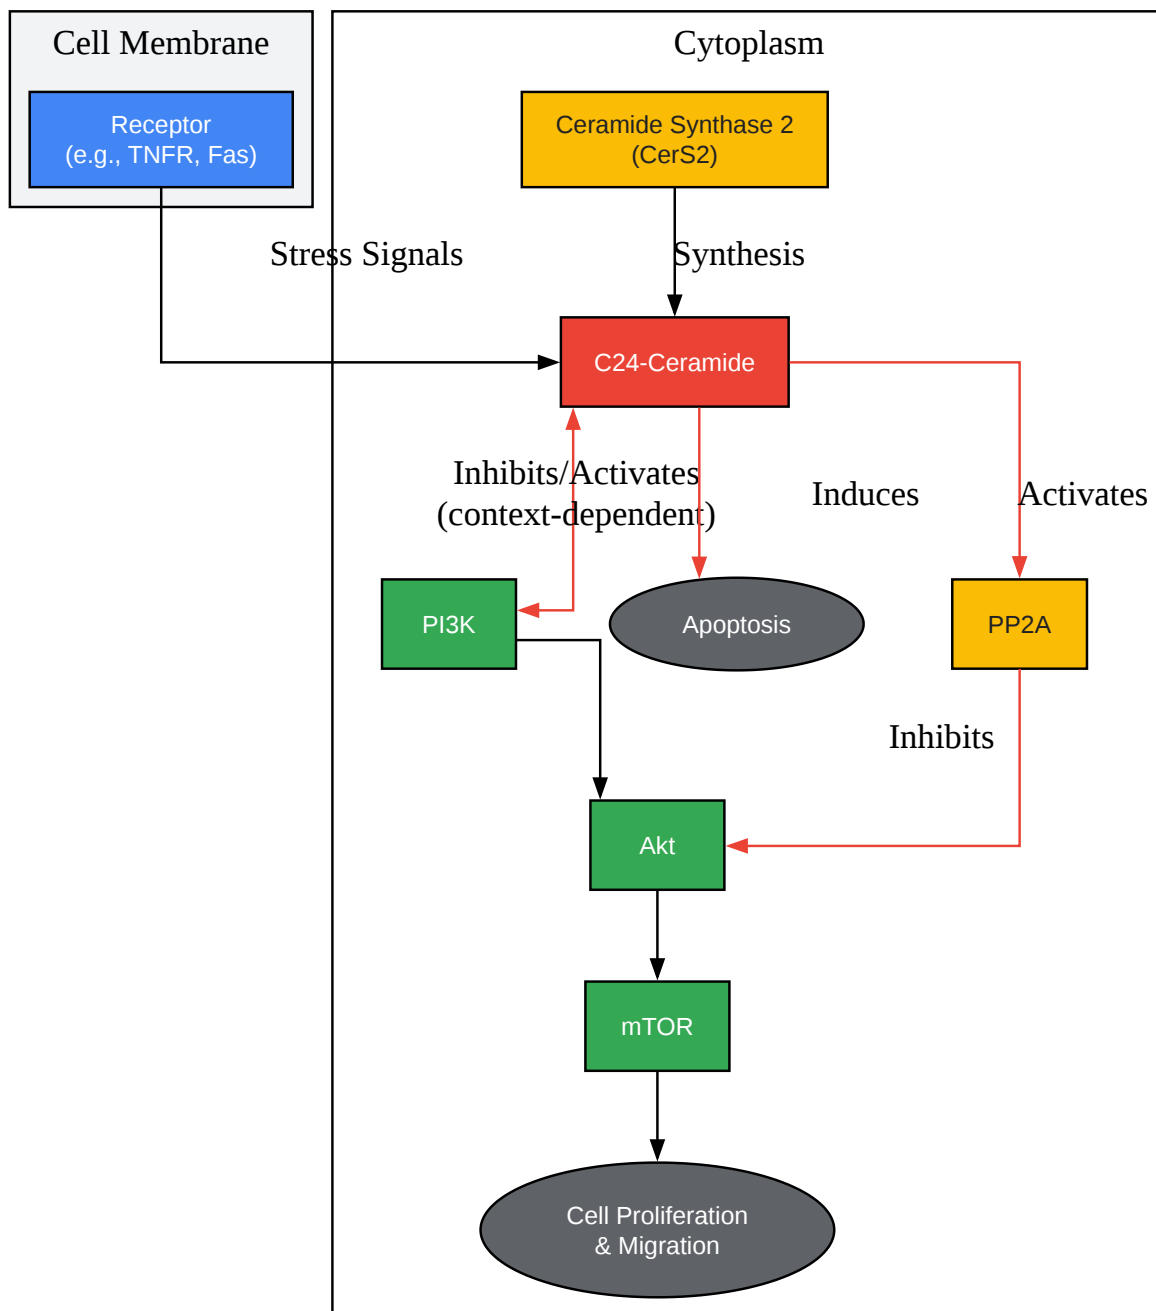 Cell Membrane
Cytoplasm
Receptor
(e.g., TNFR, Fas)
Ceramide Synthase 2
(CerS2)
Stress Signals
Synthesis
C24-Ceramide
Inhibits/Activates
(context-dependent)
Induces
Activates
PI3K
Apoptosis
PP2A
Inhibits
Akt
mTOR
Cell Proliferation
& Migration